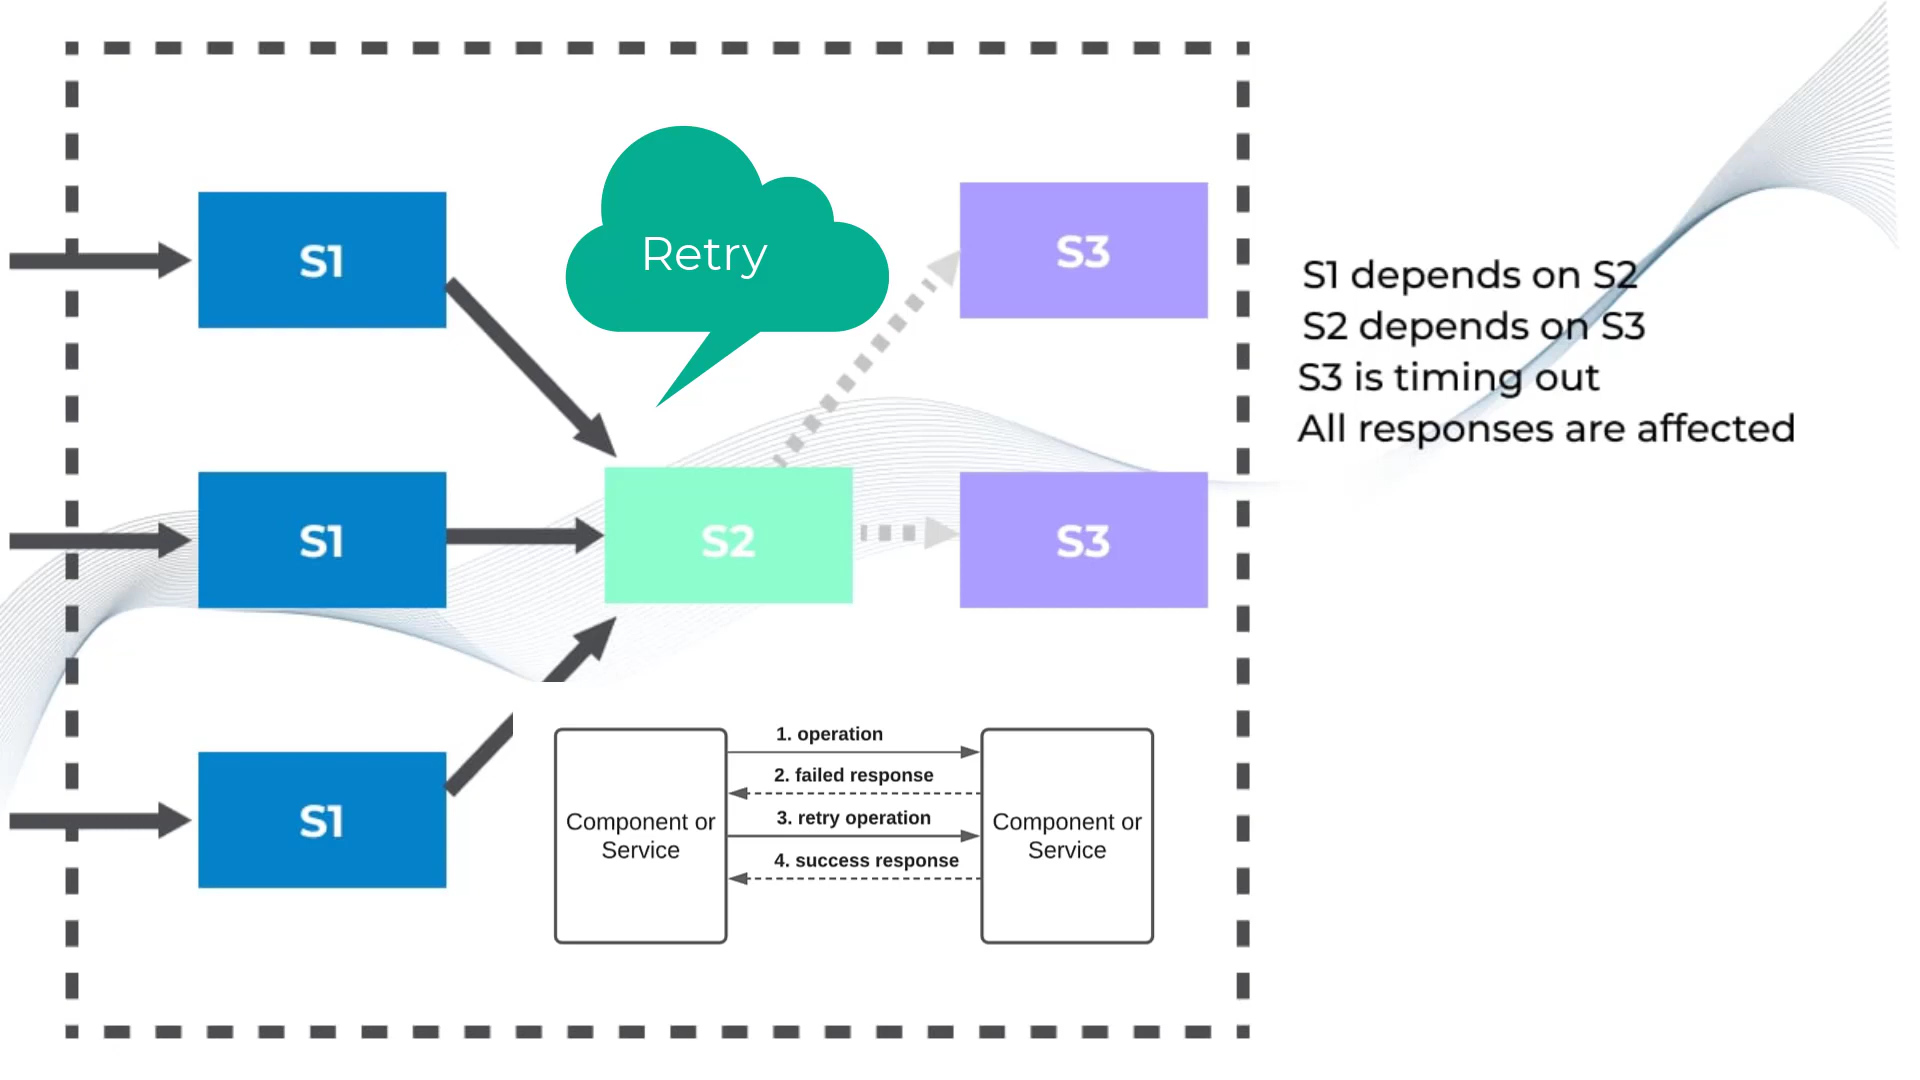 Retry
S1
S3
S1 depends on S2
S2 depends on S3
S3 is timing out
All responses are affected
S1
S2
S3
S1
1. operation
2. failed response
3. retry operation
4. success response
Component or
Service
Component or
Service